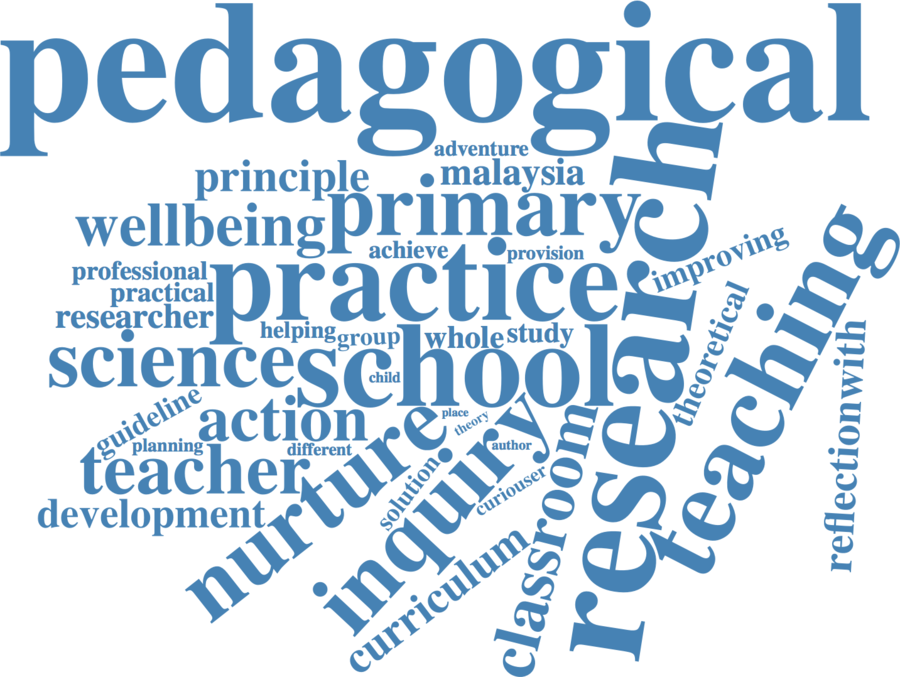 pedagogical
adventure
principle
malaysia
primary
research
wellbeing
achieve
provision
improving
professional
practice
practical
researcher
helping
group
whole
study
science
school
child
theoretical
teaching
reflectionwith
guideline
action
place
theory
nurture
planning
different
author
inquiry
teacher
solution
curiouser
classroom
development
curriculum